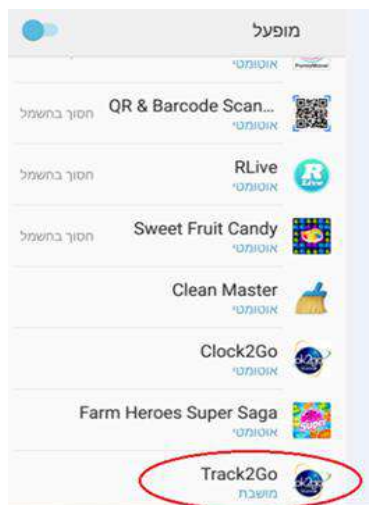 מופעל
אוטומטי
QR & Barcode Scan...
חסוך בחשמל
אוטומטי
RLive
חסוך בחשמל
אוטומטי
Sweet Fruit Candy
חסוך בחשמל
אוטומטי
Clean Master
אוטומטי
Clock2Go
אוטומטי
Farm Heroes Super Saga
אוטומטי
Track2Go
מושבת